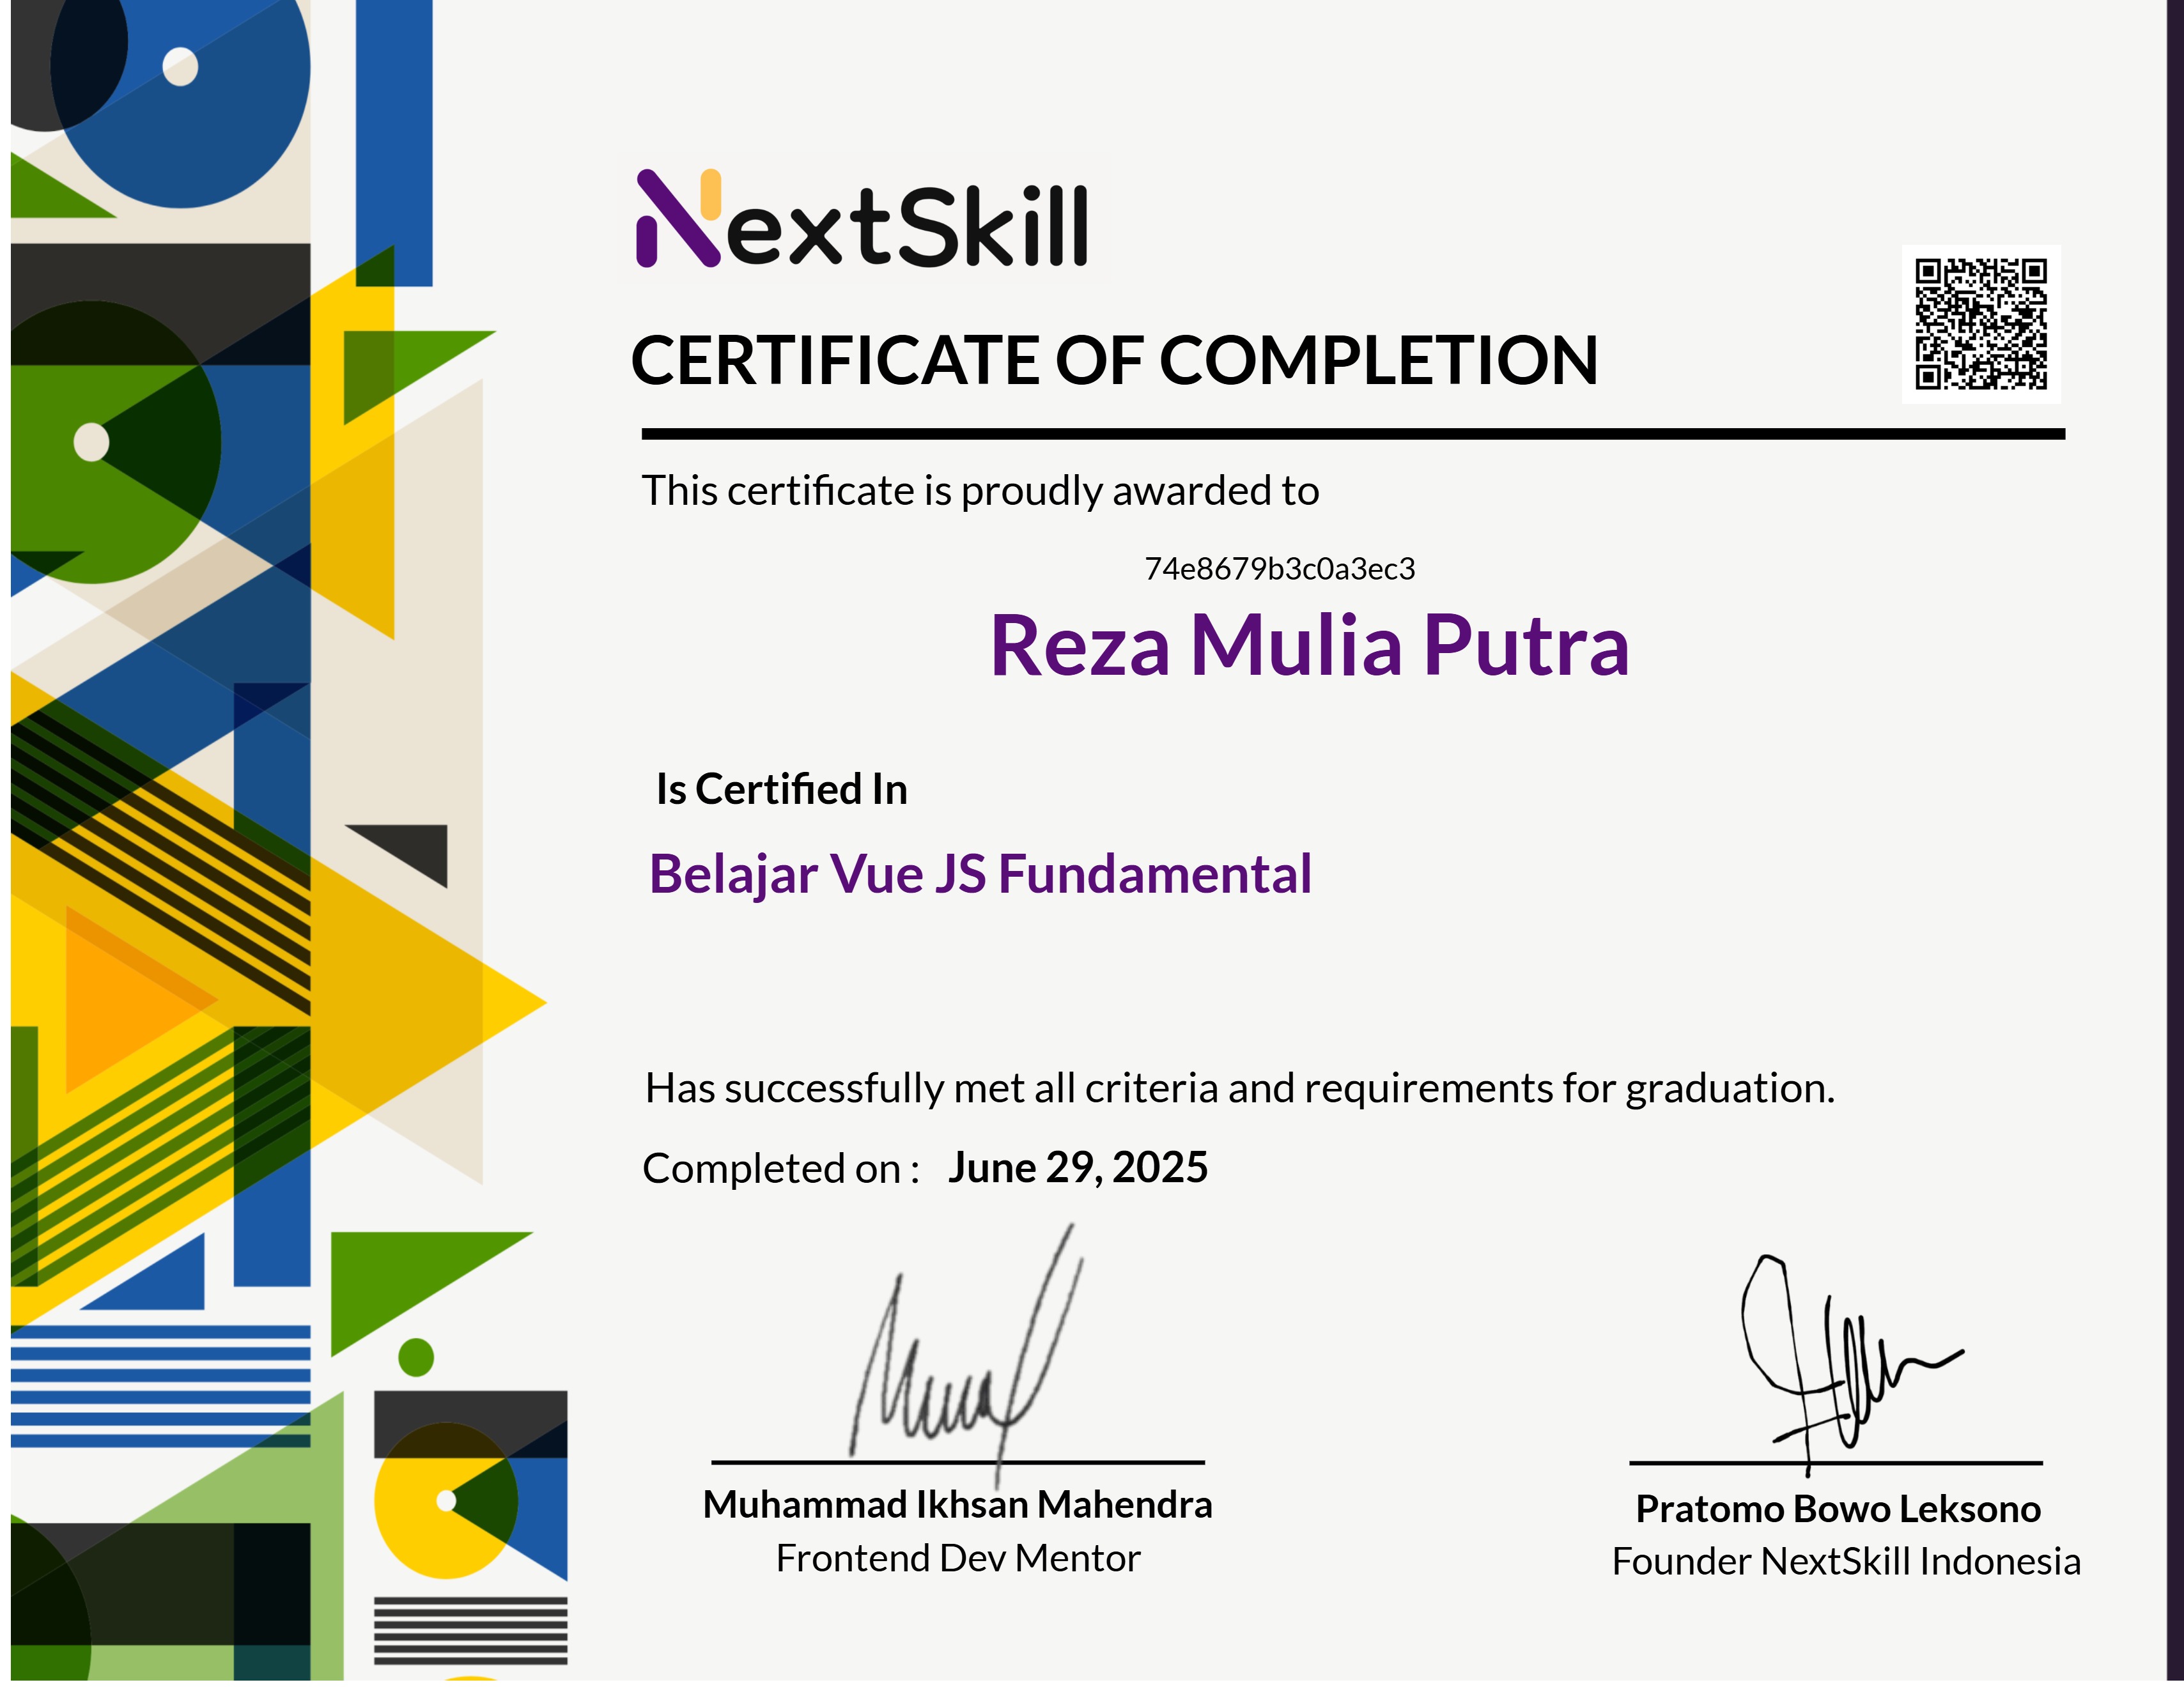 NextSkill
CERTIFICATE OF COMPLETION
This certificate is proudly awarded to
74e8679b3c0a3ec3
Reza Mulia Putra
Is Certified In
Belajar Vue JS Fundamental
Has successfully met all criteria and requirements for graduation.
Completed on : June 29, 2025
Muhammad Ikhsan Mahendra
Frontend Dev Mentor
Pratomo Bowo Leksono
Founder NextSkill Indonesia